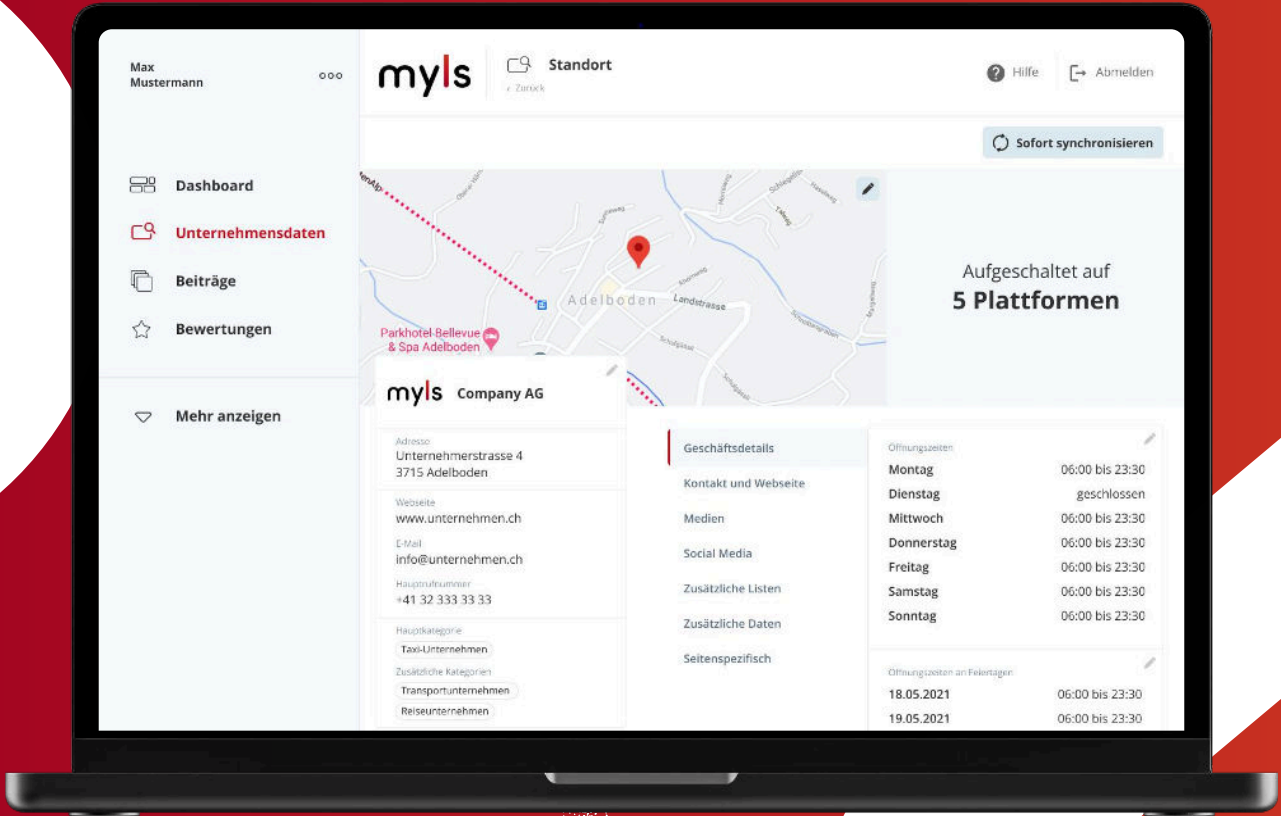 Max
Mustermann
myls
Standort
‹ Zurück
Hilfe
Abmelden
Sofort synchronisieren
Dashboard
Unternehmensdaten
Beiträge
Bewertungen
Mehr anzeigen
Adelboden
Landstrasse
Parkhotel Bellevue
& Spa Adelboden
Aufgeschaltet auf
5 Plattformen
myls Company AG
Adresse
Unternehmerstrasse 4
3715 Adelboden
Webseite
www.unternehmen.ch
E-Mail
info@unternehmen.ch
Hauptrufnummer
+41 32 333 33 33
Hauptkategorie
Taxi-Unternehmen
Zusätzliche Kategorien
Transportunternehmen
Reiseunternehmen
Geschäftsdetails
Kontakt und Webseite
Medien
Social Media
Zusätzliche Listen
Zusätzliche Daten
Seitenspezifisch
Öffnungszeiten
Montag 06:00 bis 23:30
Dienstag geschlossen
Mittwoch 06:00 bis 23:30
Donnerstag 06:00 bis 23:30
Freitag 06:00 bis 23:30
Samstag 06:00 bis 23:30
Sonntag 06:00 bis 23:30
Öffnungszeiten an Feiertagen
18.05.2021 06:00 bis 23:30
19.05.2021 06:00 bis 23:30